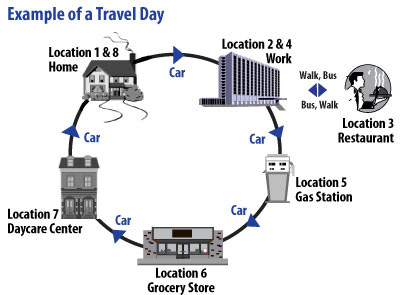 Example of a Travel Day
Location 1 & 8
Home
Car
Location 2 & 4
Work
Walk, Bus
Bus, Walk
Location 3
Restaurant
Car
Location 5
Gas Station
Car
Location 6
Grocery Store
Car
Location 7
Daycare Center
Car